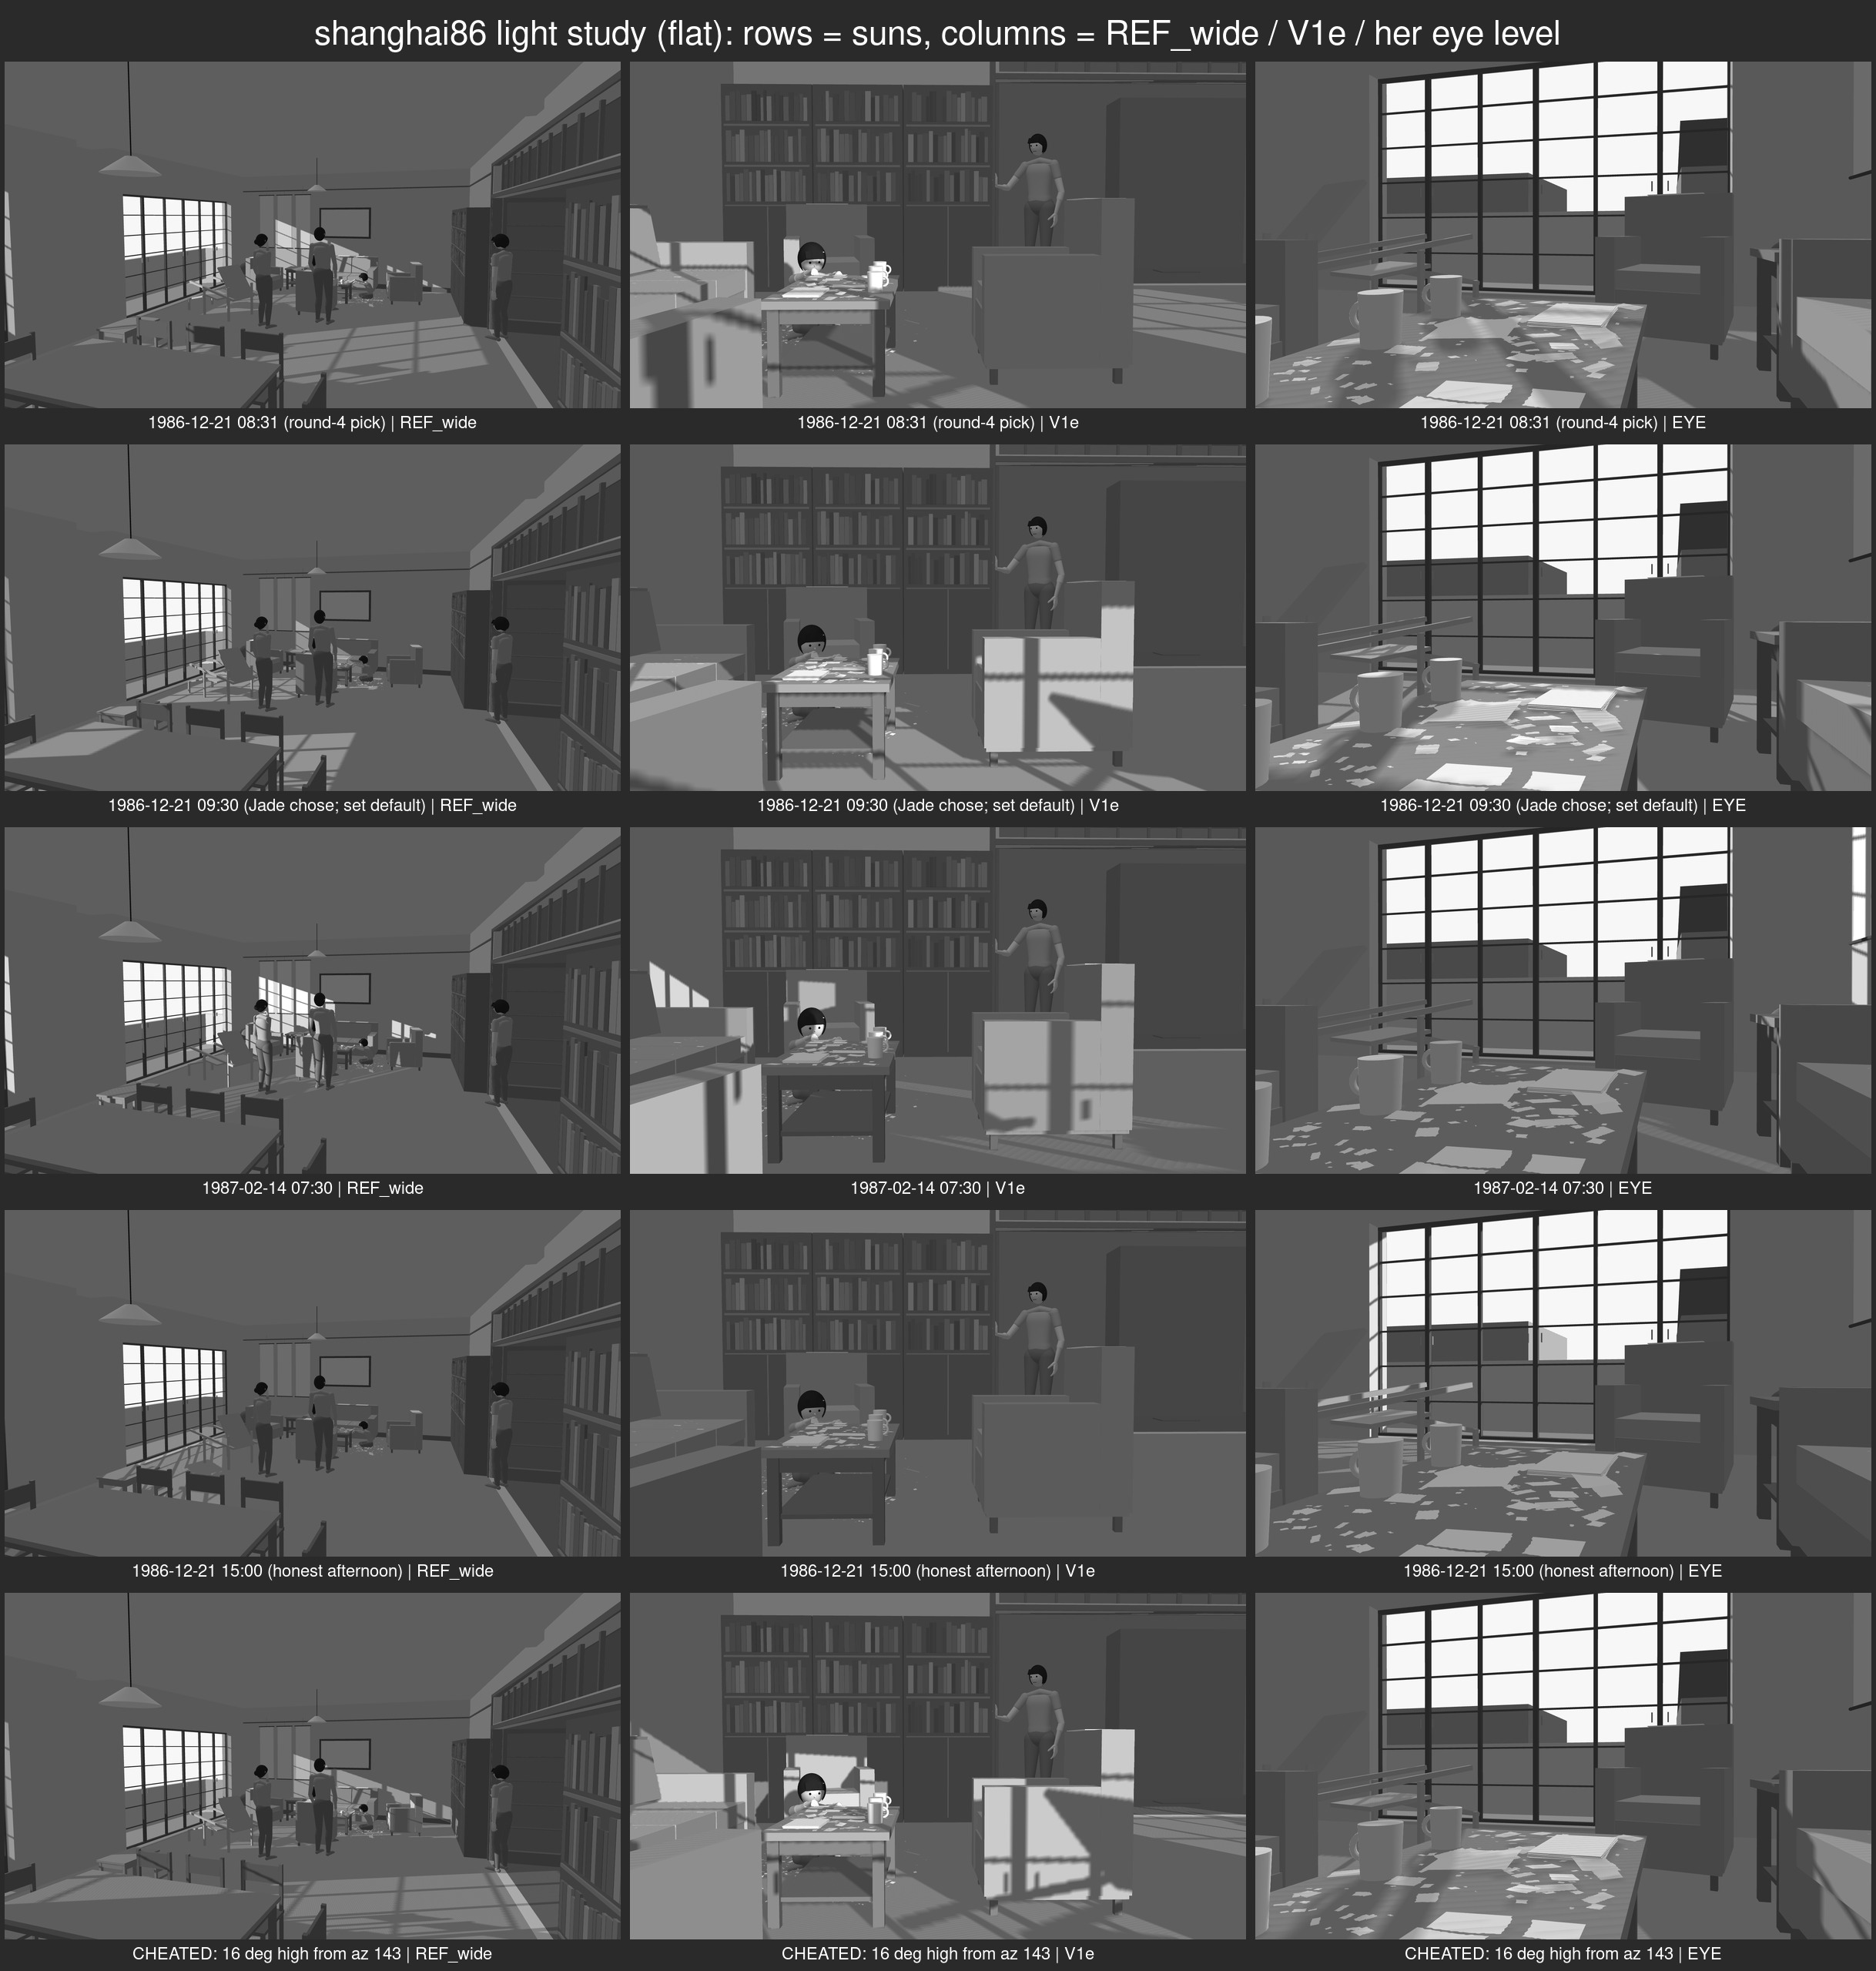 shanghai86 light study (flat): rows = suns, columns = REF_wide / V1e / her eye level
1986-12-21 08:31 (round-4 pick) | REF_wide
1986-12-21 08:31 (round-4 pick) | V1e
1986-12-21 08:31 (round-4 pick) | EYE
1986-12-21 09:30 (Jade chose; set default) | REF_wide
1986-12-21 09:30 (Jade chose; set default) | V1e
1986-12-21 09:30 (Jade chose; set default) | EYE
1987-02-14 07:30 | REF_wide
1987-02-14 07:30 | V1e
1987-02-14 07:30 | EYE
1986-12-21 15:00 (honest afternoon) | REF_wide
1986-12-21 15:00 (honest afternoon) | V1e
1986-12-21 15:00 (honest afternoon) | EYE
CHEATED: 16 deg high from az 143 | REF_wide
CHEATED: 16 deg high from az 143 | V1e
CHEATED: 16 deg high from az 143 | EYE